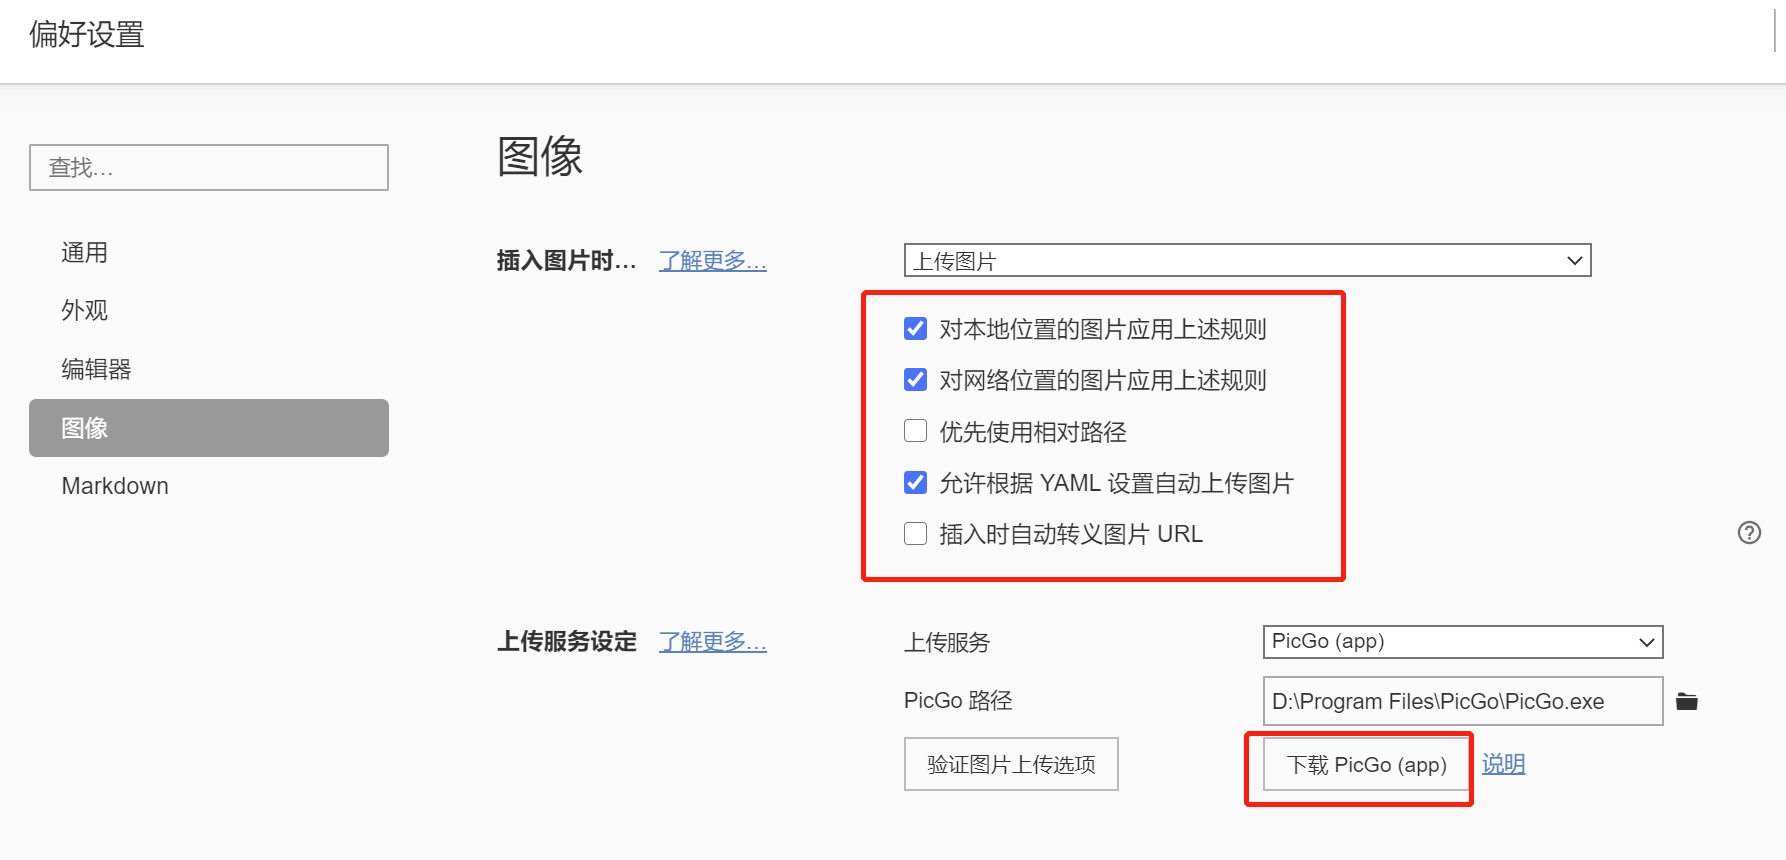 偏好设置
查找...
通用
外观
编辑器
图像
Markdown
图像
插入图片时... 了解更多... 上传图片
对本地位置的图片应用上述规则
对网络位置的图片应用上述规则
优先使用相对路径
允许根据 YAML 设置自动上传图片
插入时自动转义图片 URL
?
上传服务设定 了解更多... 上传服务 PicGo (app)
PicGo 路径 D:\Program Files\PicGo\PicGo.exe
验证图片上传选项 下载 PicGo (app) 说明